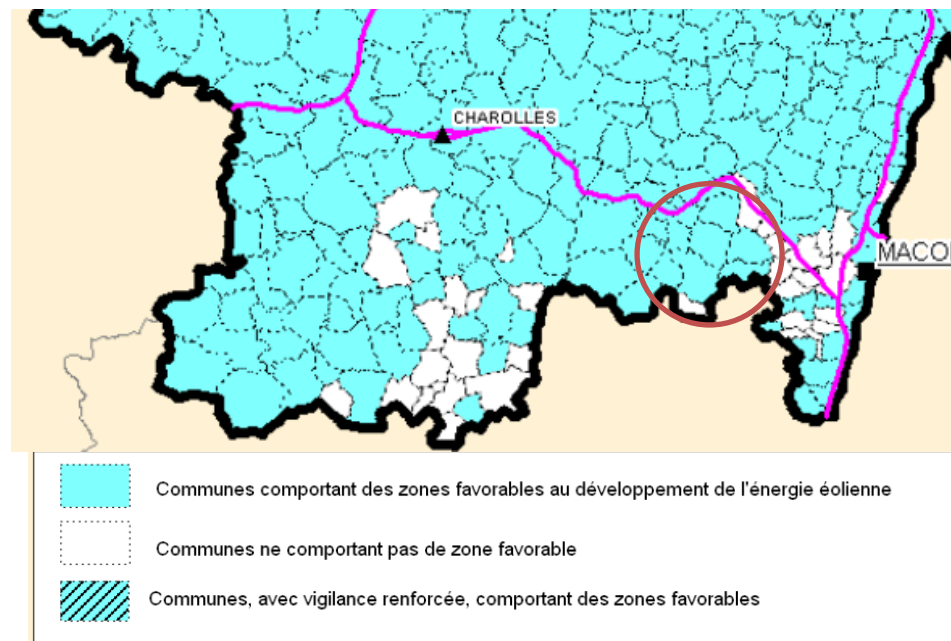 CHAROLLES
MACO
Communes comportant des zones favorables au développement de l'énergie éolienne
Communes ne comportant pas de zone favorable
Communes, avec vigilance renforcée, comportant des zones favorables